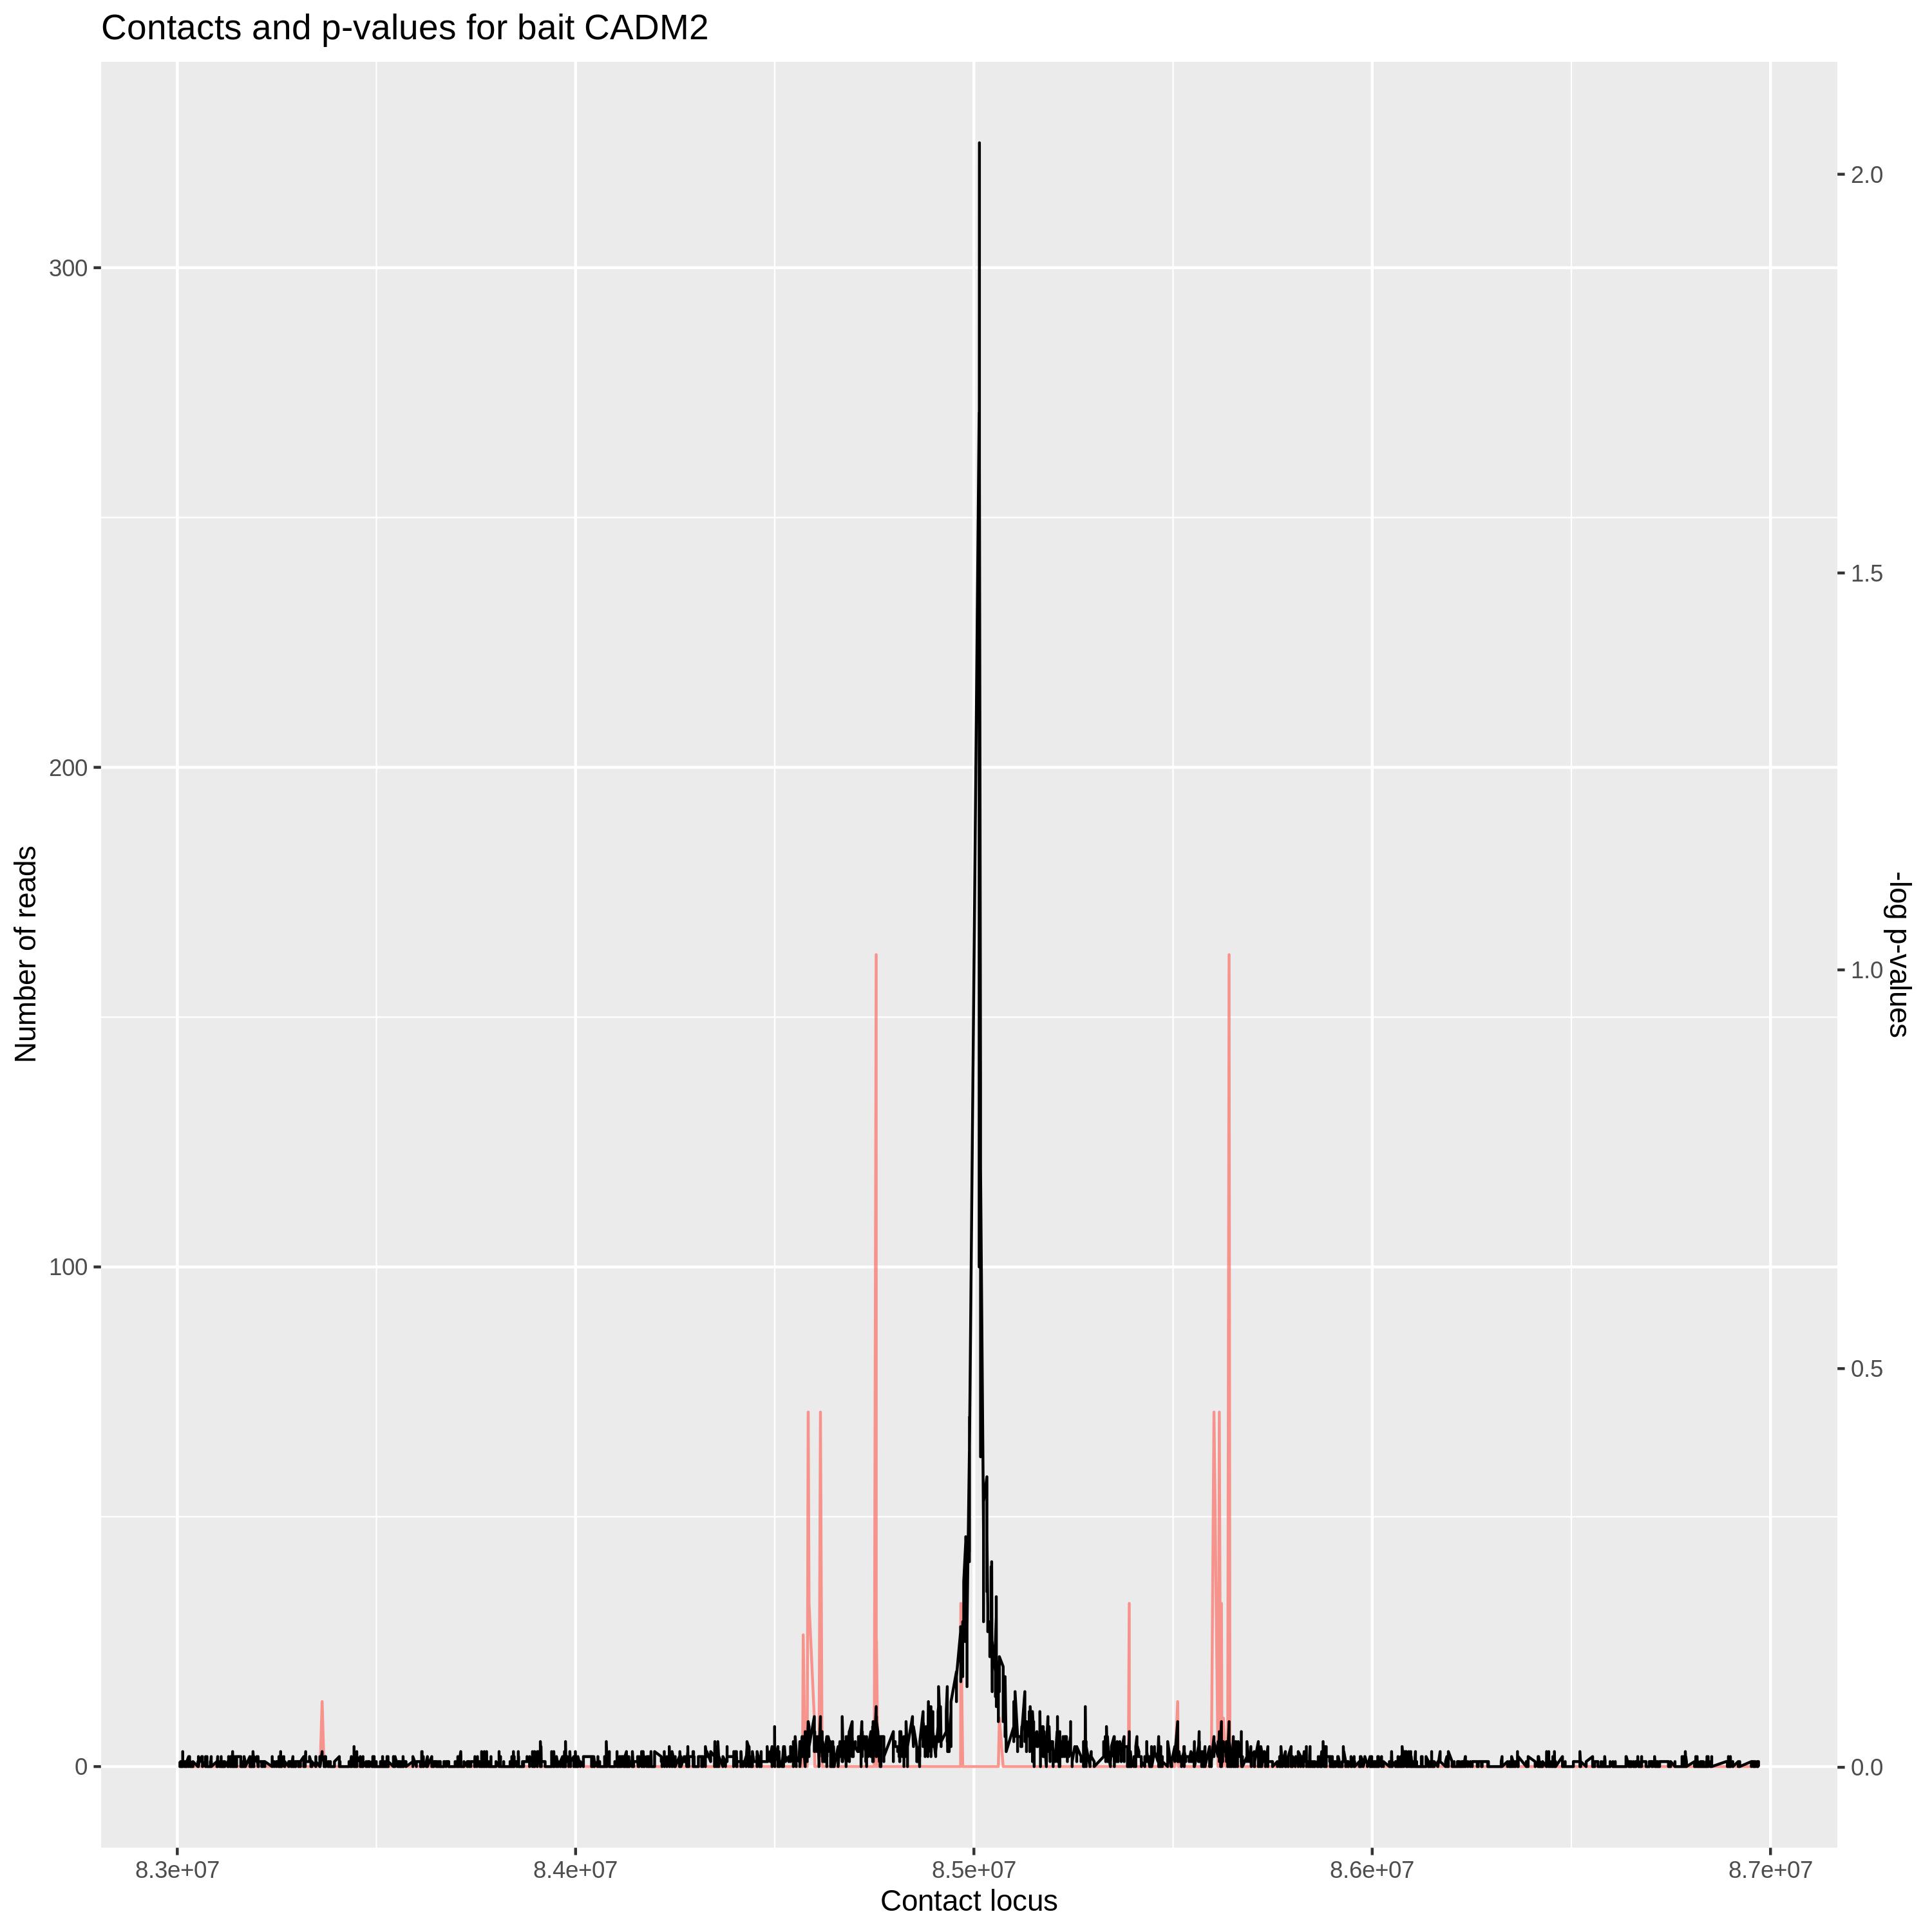 Contacts and p-values for bait CADM2
Number of reads
300
200
100
0
2.0
1.5
1.0
0.5
0.0
-log p-values
8.3e+07
8.4e+07
8.5e+07
8.6e+07
8.7e+07
Contact locus